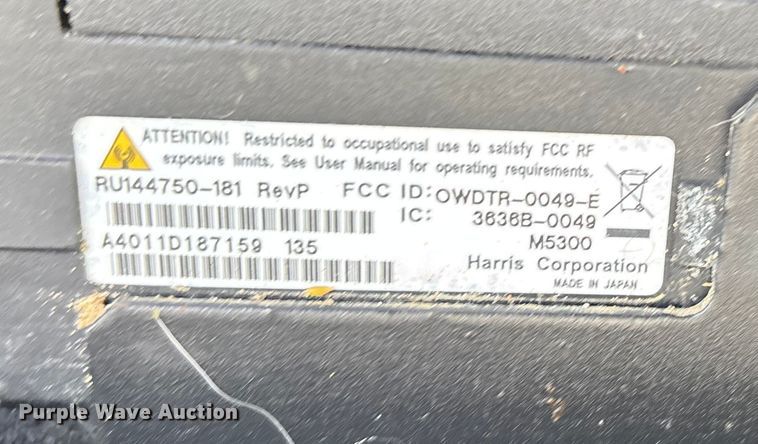 ATTENTION! Restricted to occupational use to satisfy FCC RF
exposure limits. See User Manual for operating requirements.
RU144750-181 RevP FCC ID: OWDTR-0049-E
IC: 3636B-0049
A4011D187159 135 M5300
Harris Corporation
MADE IN JAPAN
Purple Wave Auction